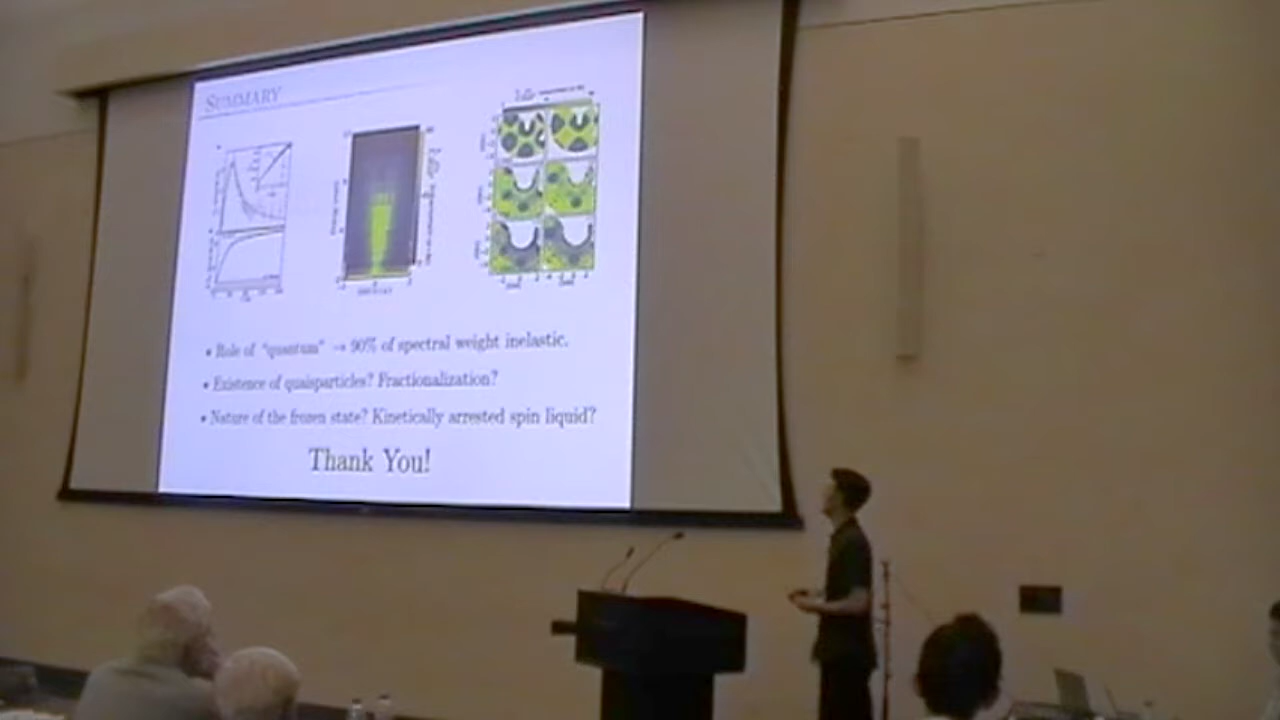 SUMMARY
• Role of "quantum" → 90% of spectral weight inelastic.
• Existence of quaisparticles? Fractionalization?
• Nature of the frozen state? Kinetically arrested spin liquid?
Thank You!